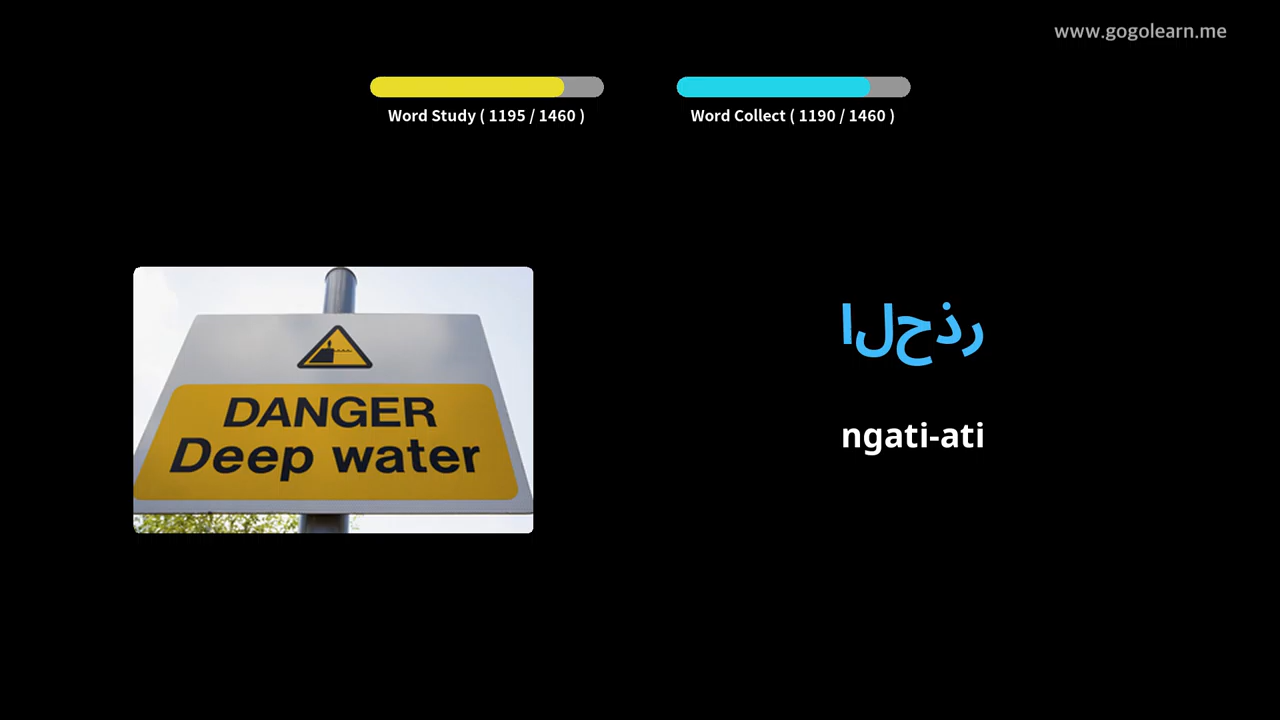 www.gogolearn.me
Word Study ( 1195 / 1460 )
Word Collect ( 1190 / 1460 )
DANGER
Deep water
الحذر
ngati-ati